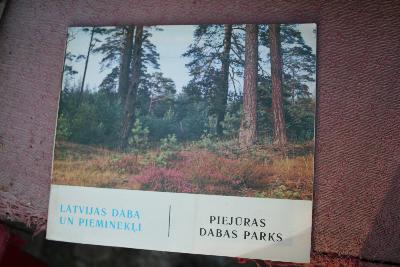 LATVIJAS DABA
UN PIEMINEKĻI
PIEJŪRAS
DABAS PARKS